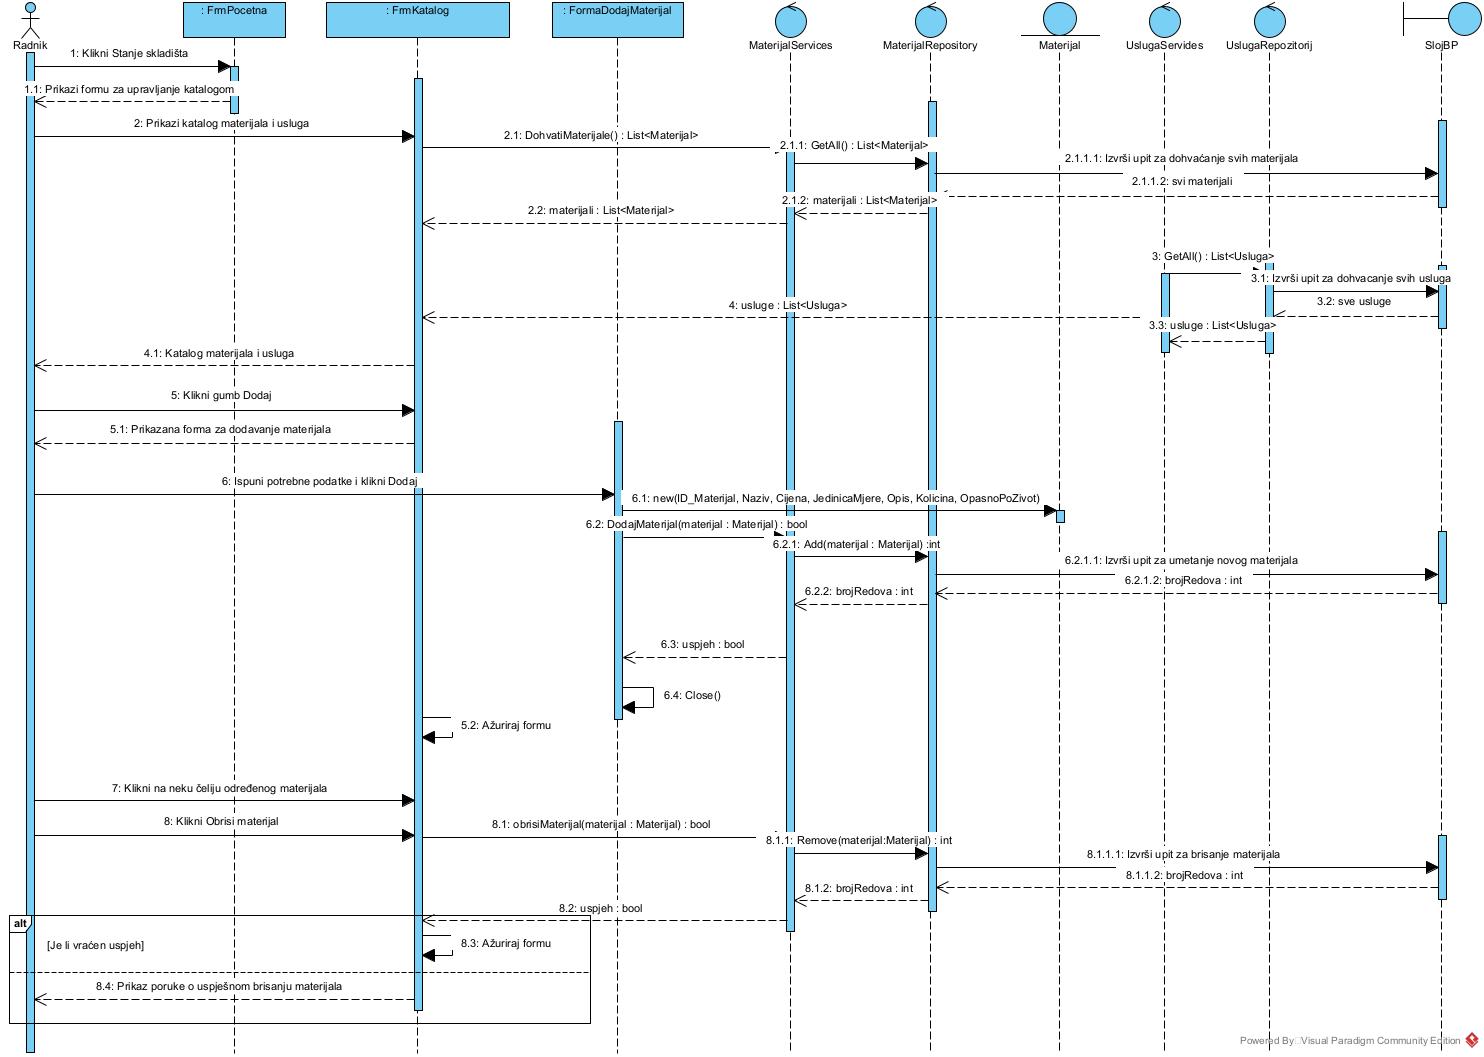 : FrmPocetna
: FrmKatalog
: FormaDodajMaterijal
Radnik
MaterijalServices
MaterijalRepository
Materijal
UslugaServides
UslugaRepozitorij
SlojBP
1: Klikni Stanje skladišta
1.1: Prikazi formu za upravljanje katalogom
2: Prikazi katalog materijala i usluga
2.1: DohvatiMaterijale() : List<Materijal>
2.1.1: GetAll() : List<Materijal>
2.1.1.1: Izvrši upit za dohvaćanje svih materijala
2.1.1.2: svi materijali
2.1.2: materijali : List<Materijal>
2.2: materijali : List<Materijal>
3: GetAll() : List<Usluga>
3.1: Izvrši upit za dohvacanje svih usluga
3.2: sve usluge
4: usluge : List<Usluga>
3.3: usluge : List<Usluga>
4.1: Katalog materijala i usluga
5: Klikni gumb Dodaj
5.1: Prikazana forma za dodavanje materijala
6: Ispuni potrebne podatke i klikni Dodaj
6.1: new(ID_Materijal, Naziv, Cijena, JedinicaMjere, Opis, Kolicina, OpasnoPoZivot)
6.2: DodajMaterijal(materijal : Materijal) : bool
6.2.1: Add(materijal : Materijal) :int
6.2.1.1: Izvrši upit za umetanje novog materijala
6.2.1.2: brojRedova : int
6.2.2: brojRedova : int
6.3: uspjeh : bool
6.4: Close()
5.2: Ažuriraj formu
7: Klikni na neku čeliju određenog materijala
8: Klikni Obrisi materijal
8.1: obrisiMaterijal(materijal : Materijal) : bool
8.1.1: Remove(materijal:Materijal) : int
8.1.1.1: Izvrši upit za brisanje materijala
8.1.1.2: brojRedova : int
8.1.2: brojRedova : int
8.2: uspjeh : bool
alt
[Je li vraćen uspjeh]
8.3: Ažuriraj formu
8.4: Prikaz poruke o uspješnom brisanju materijala
Powered By Visual Paradigm Community Edition